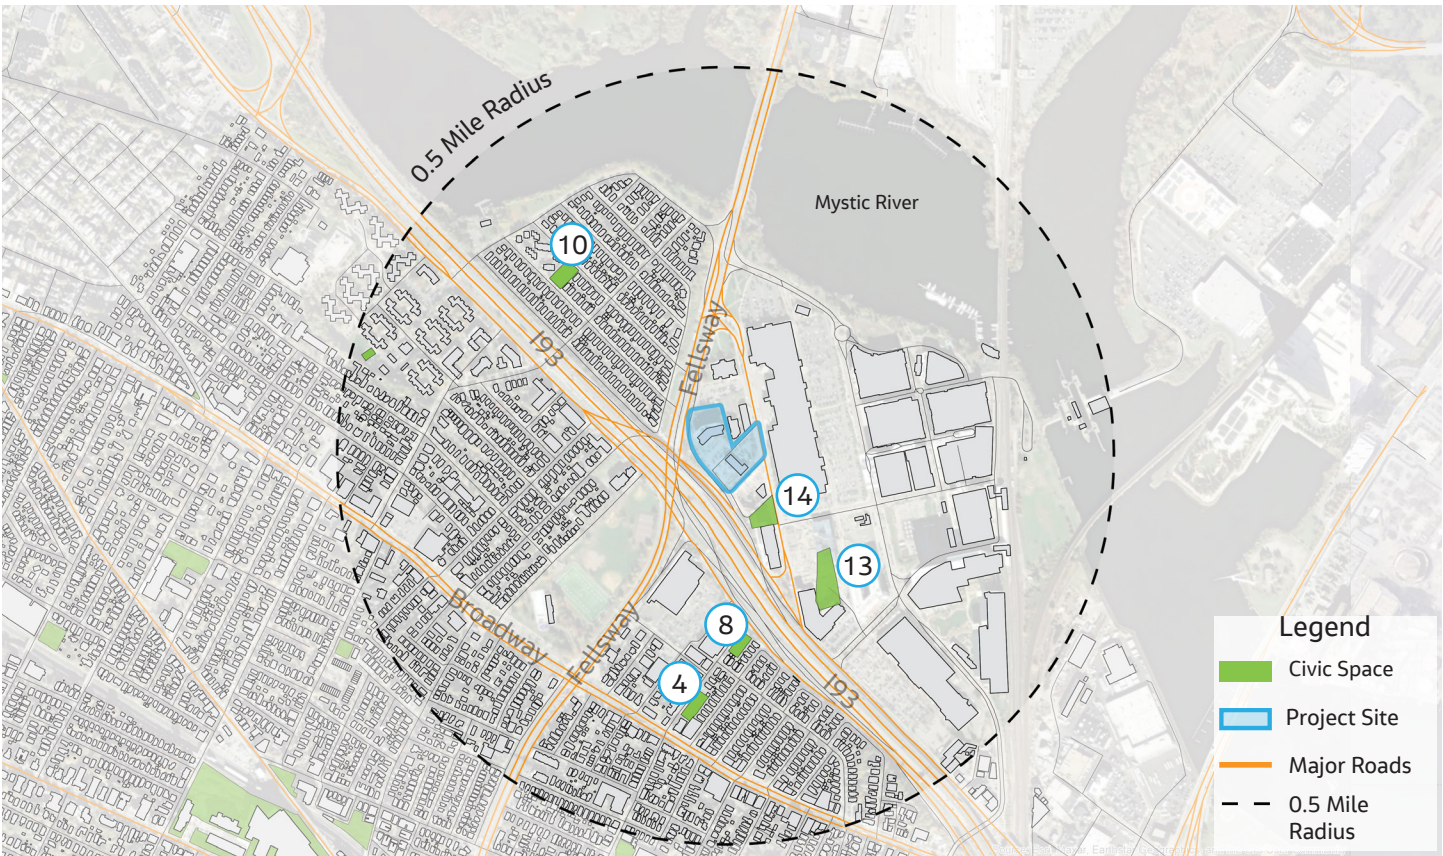 0.5 Mile Radius
Mystic River
10
I93
Fellsway
14
13
8
Broadway
Fellsway
4
I93
Legend
Civic Space
Project Site
Major Roads
0.5 Mile
Radius